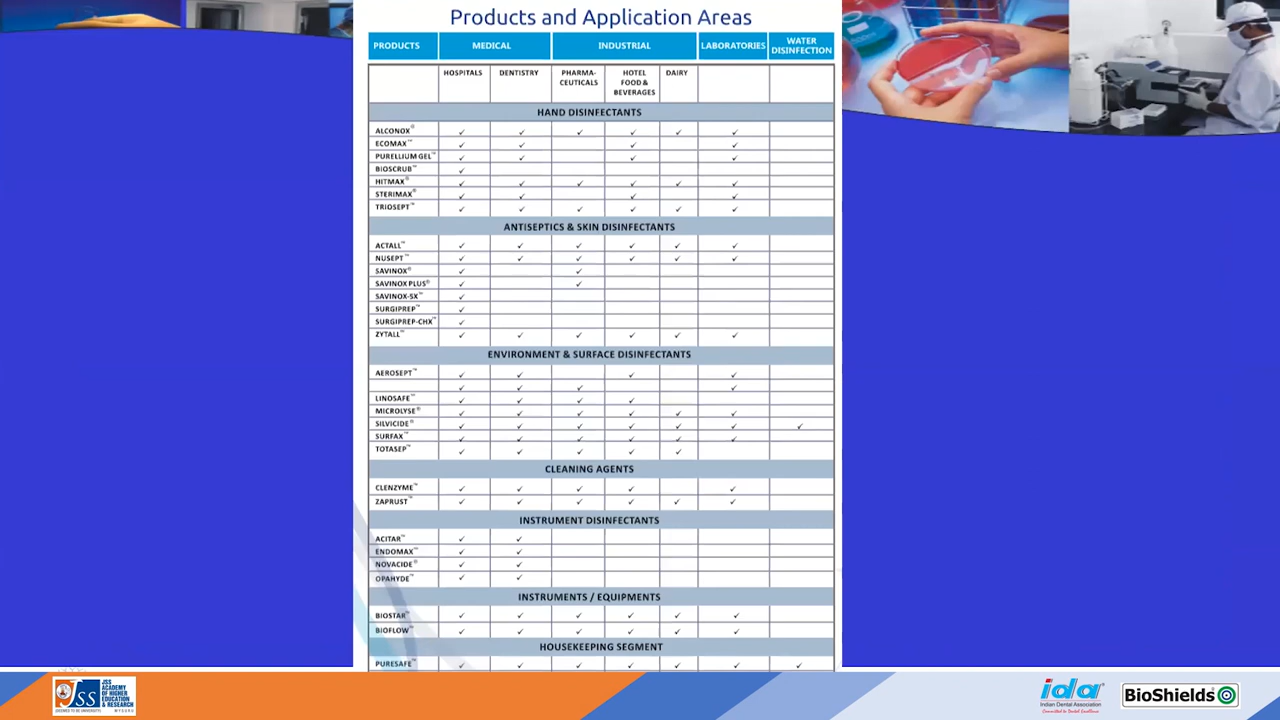 Products and Application Areas
PRODUCTS MEDICAL INDUSTRIAL LABORATORIES WATER DISINFECTION
HOSPITALS DENTISTRY PHARMA-CEUTICALS HOTEL FOOD & BEVERAGES DAIRY
HAND DISINFECTANTS
ALCONOX® ✓ ✓ ✓ ✓ ✓ ✓
ECOMAX™ ✓ ✓ ✓ ✓
PURELLIUM GEL™ ✓ ✓ ✓ ✓
BIOSCRUB™ ✓
HITMAX® ✓ ✓ ✓ ✓ ✓ ✓
STERIMAX® ✓ ✓ ✓ ✓
TRIOSEPT™ ✓ ✓ ✓ ✓ ✓ ✓
ANTISEPTICS & SKIN DISINFECTANTS
ACTALL™ ✓ ✓ ✓ ✓ ✓ ✓
NUSEPT™ ✓ ✓ ✓ ✓ ✓ ✓
SAVINOX® ✓ ✓
SAVINOX PLUS® ✓ ✓
SAVINOX-SX™ ✓
SURGIPREP™ ✓
SURGIPREP-CHX™ ✓
ZYTALL™ ✓ ✓ ✓ ✓ ✓ ✓
ENVIRONMENT & SURFACE DISINFECTANTS
AEROSEPT™ ✓ ✓ ✓ ✓
✓ ✓ ✓ ✓
LINOSAFE™ ✓ ✓ ✓ ✓
MICROLYSE® ✓ ✓ ✓ ✓ ✓ ✓
SILVICIDE® ✓ ✓ ✓ ✓ ✓ ✓ ✓
SURFAX™ ✓ ✓ ✓ ✓ ✓ ✓
TOTASEP™ ✓ ✓ ✓ ✓ ✓
CLEANING AGENTS
CLENZYME™ ✓ ✓ ✓ ✓ ✓
ZAPRUST™ ✓ ✓ ✓ ✓ ✓ ✓
INSTRUMENT DISINFECTANTS
ACITAR™ ✓ ✓
ENDOMAX™ ✓ ✓
NOVACIDE® ✓ ✓
OPAHYDE™ ✓ ✓
INSTRUMENTS / EQUIPMENTS
BIOSTAR™ ✓ ✓ ✓ ✓ ✓ ✓
BIOFLOW™ ✓ ✓ ✓ ✓ ✓ ✓
HOUSEKEEPING SEGMENT
PURESAFE™ ✓ ✓ ✓ ✓ ✓ ✓ ✓
JSS
JSS
ACADEMY
OF HIGHER
EDUCATION
& RESEARCH
MYSURU
ida
Indian Dental Association
BioShields